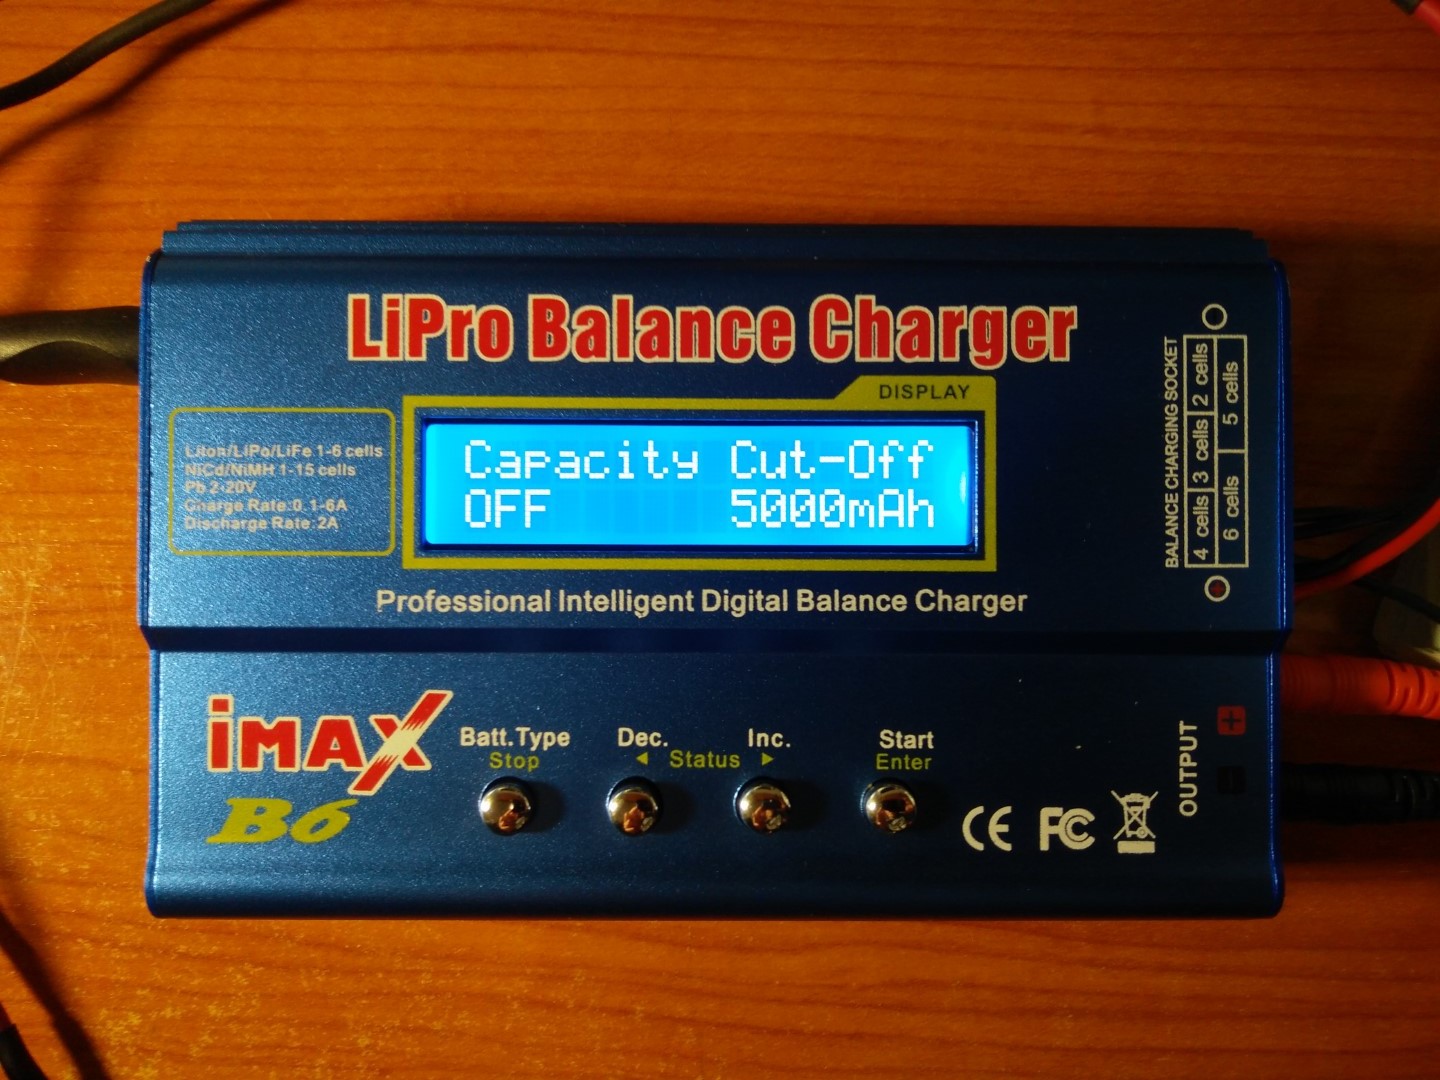 LiPro Balance Charger
DISPLAY
Capacity Cut-Off
OFF 5000mAh
LiIon/LiPo/LiFe 1-6 cells
NiCd/NiMH 1-15 cells
Pb 2-20V
Charge Rate:0.1-6A
Discharge Rate:2A
Professional Intelligent Digital Balance Charger
BALANCE CHARGING SOCKET
4 cells 3 cells 2 cells
6 cells 5 cells
iMAX
B6
Batt.Type Dec. Inc. Start
Stop ◄ Status ► Enter
CE FC
OUTPUT
+
-